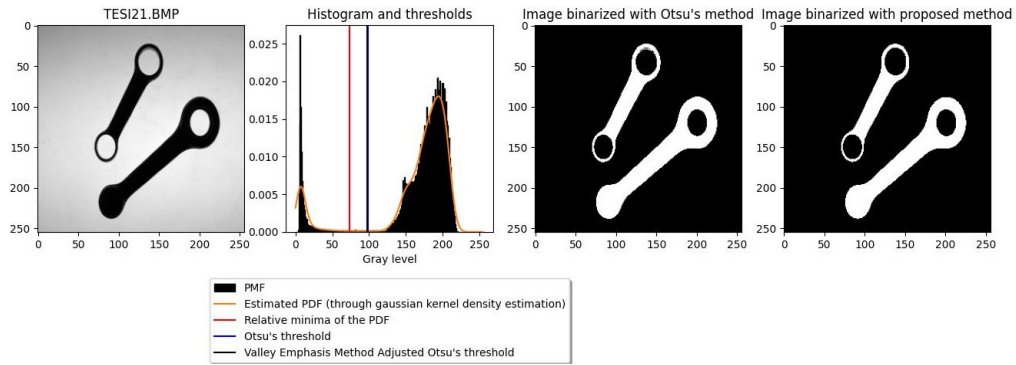 TESI21.BMP
0
50
100
150
200
250
0 50 100 150 200 250
Histogram and thresholds
0.025
0.020
0.015
0.010
0.005
0.000
0 50 100 150 200 250
Gray level
Image binarized with Otsu's method
0
50
100
150
200
250
0 50 100 150 200 250
Image binarized with proposed method
0
50
100
150
200
250
0 50 100 150 200 250
PMF
Estimated PDF (through gaussian kernel density estimation)
Relative minima of the PDF
Otsu's threshold
Valley Emphasis Method Adjusted Otsu's threshold